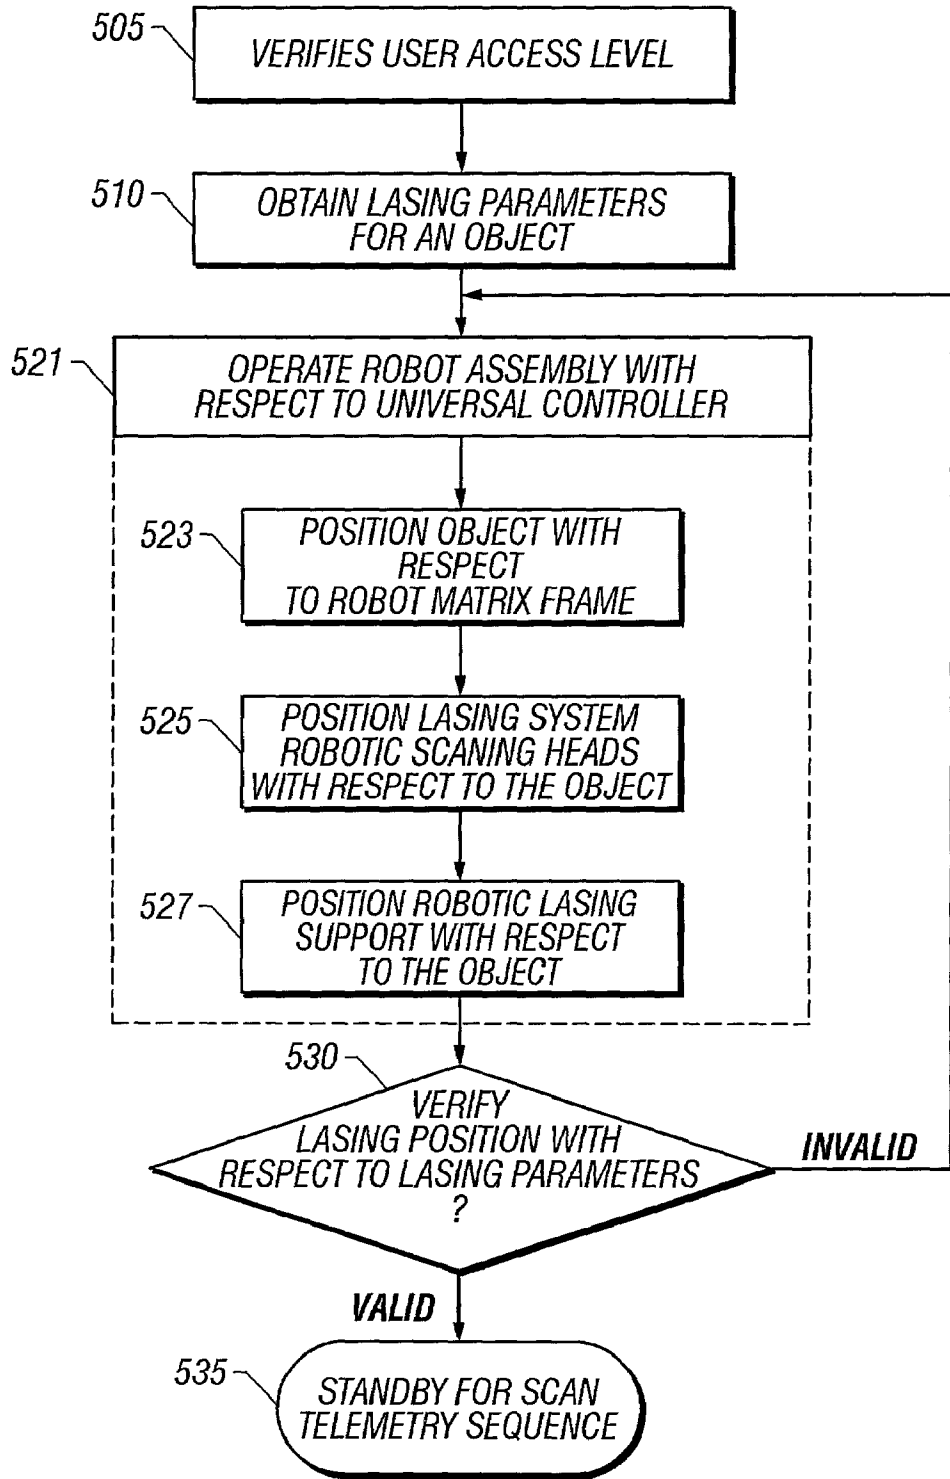 505
VERIFIES USER ACCESS LEVEL
510
OBTAIN LASING PARAMETERS
FOR AN OBJECT
521
OPERATE ROBOT ASSEMBLY WITH
RESPECT TO UNIVERSAL CONTROLLER
523
POSITION OBJECT WITH
RESPECT
TO ROBOT MATRIX FRAME
525
POSITION LASING SYSTEM
ROBOTIC SCANING HEADS
WITH RESPECT TO THE OBJECT
527
POSITION ROBOTIC LASING
SUPPORT WITH RESPECT
TO THE OBJECT
530
VERIFY
LASING POSITION WITH
RESPECT TO LASING PARAMETERS
?
INVALID
VALID
535
STANDBY FOR SCAN
TELEMETRY SEQUENCE